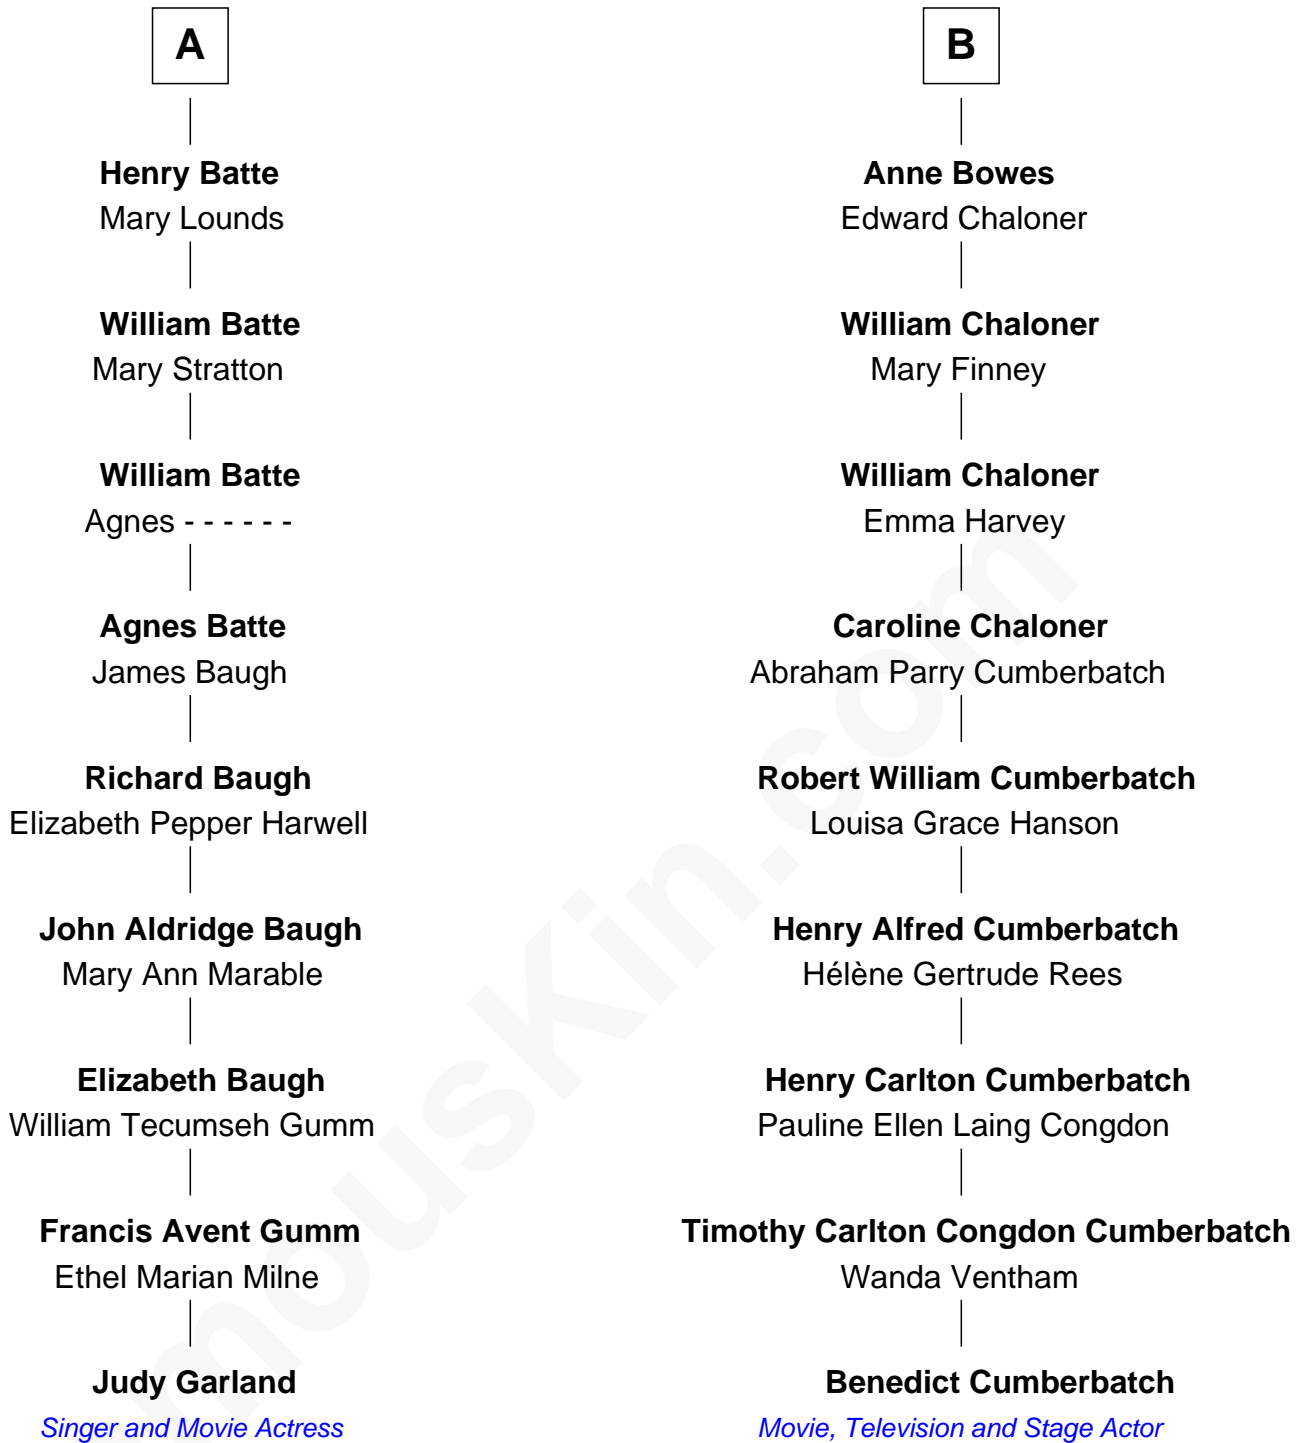 A
Henry Batte
Mary Lounds
William Batte
Mary Stratton
William Batte
Agnes - - - - - -
Agnes Batte
James Baugh
Richard Baugh
Elizabeth Pepper Harwell
John Aldridge Baugh
Mary Ann Marable
Elizabeth Baugh
William Tecumseh Gumm
Francis Avent Gumm
Ethel Marian Milne
Judy Garland
Singer and Movie Actress
B
Anne Bowes
Edward Chaloner
William Chaloner
Mary Finney
William Chaloner
Emma Harvey
Caroline Chaloner
Abraham Parry Cumberbatch
Robert William Cumberbatch
Louisa Grace Hanson
Henry Alfred Cumberbatch
Hélène Gertrude Rees
Henry Carlton Cumberbatch
Pauline Ellen Laing Congdon
Timothy Carlton Congdon Cumberbatch
Wanda Ventham
Benedict Cumberbatch
Movie, Television and Stage Actor
mousKin.com